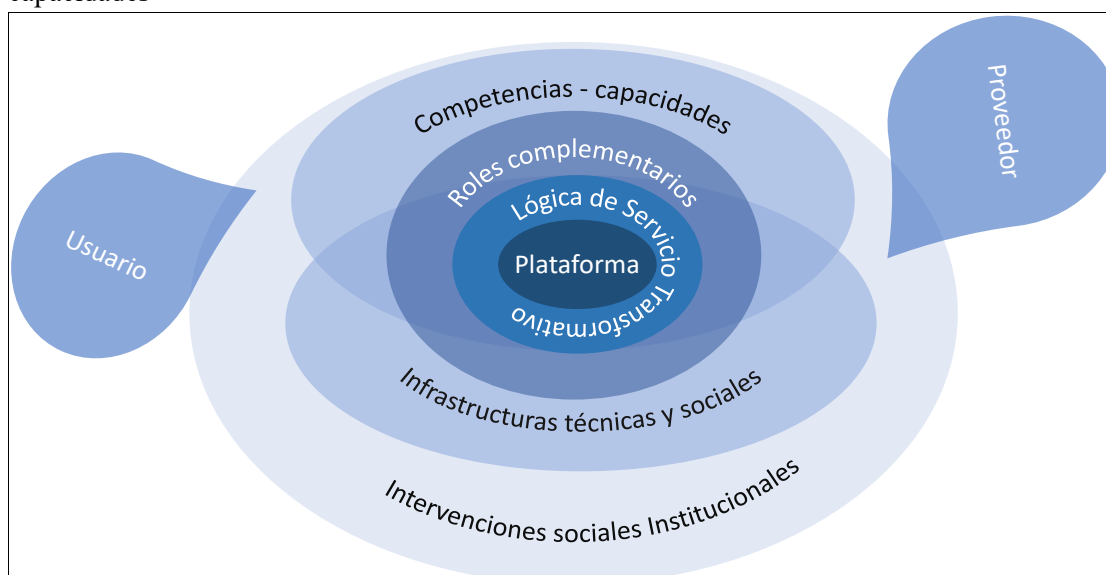 Competencias - capacidades
Proveedor
Roles complementarios
Usuario
Lógica de Servicio Transformativo
Plataforma
Infrastructuras técnicas y sociales
Intervenciones sociales Institucionales